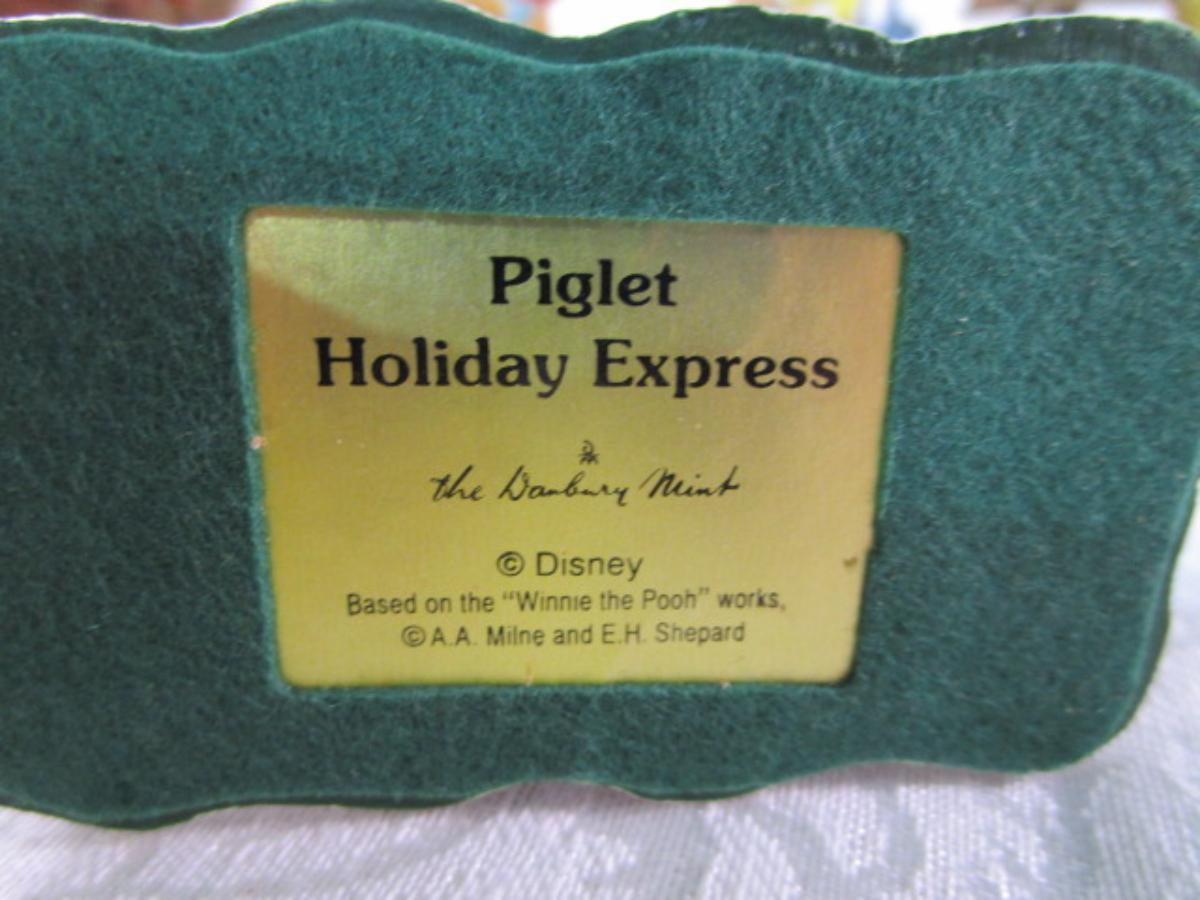 Piglet
Holiday Express
the Danbury Mint
© Disney
Based on the "Winnie the Pooh" works,
© A.A. Milne and E.H. Shepard